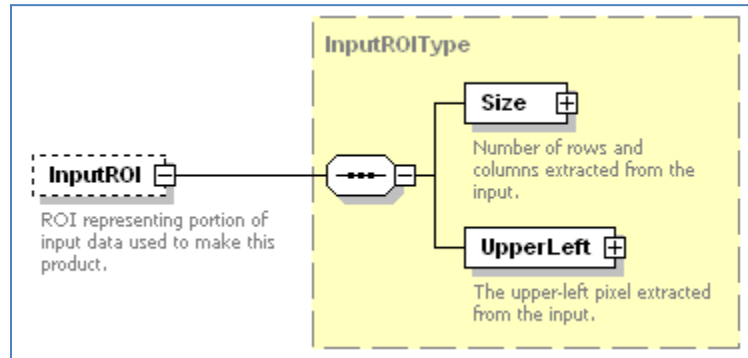 InputROIType
Size
Number of rows and
columns extracted from the
input.
InputROI
ROI representing portion of
input data used to make this
product.
UpperLeft
The upper-left pixel extracted
from the input.